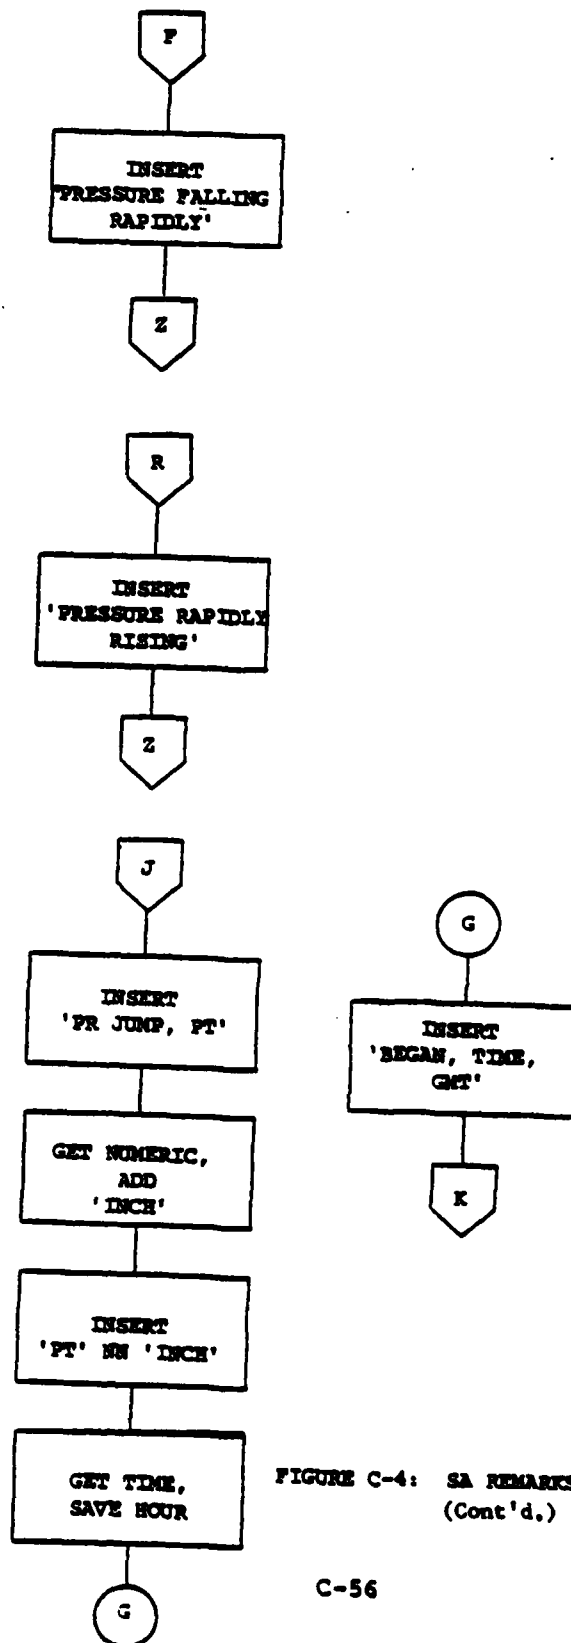 F
INSERT
'PRESSURE FALLING
RAPIDLY'
Z
R
INSERT
'PRESSURE RAPIDLY
RISING'
Z
J
INSERT
'PR JUMP, PT'
GET NUMERIC,
ADD
'INCH'
INSERT
'PT' NN 'INCH'
GET TIME,
SAVE HOUR
G
G
INSERT
'BEGAN, TIME,
GMT'
K
FIGURE C-4: SA REMARKS
(Cont'd.)
C-56